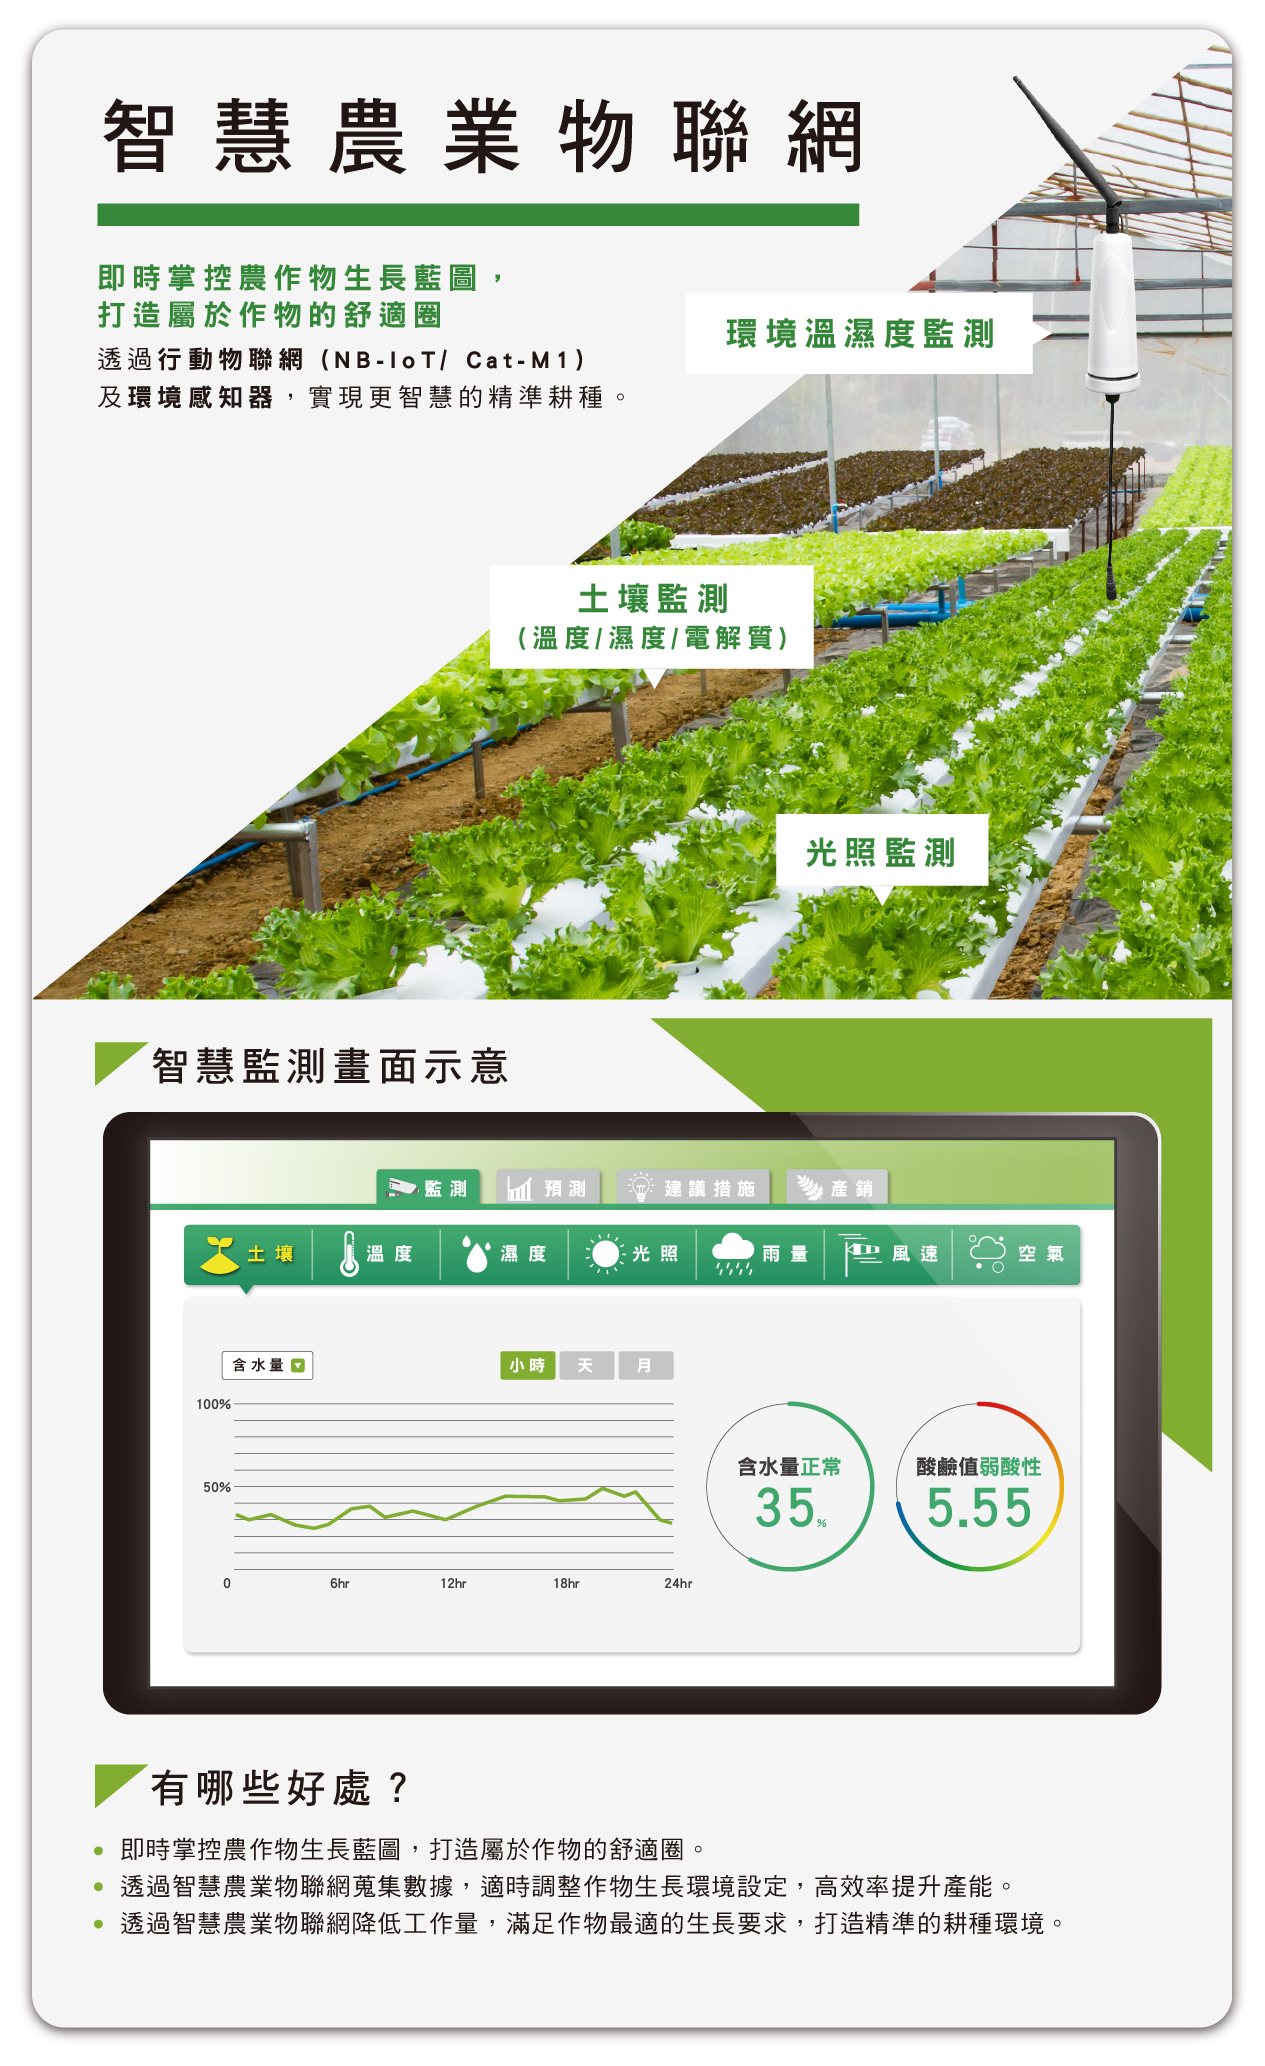 智慧農業物聯網
即時掌控農作物生長藍圖，
打造屬於作物的舒適圈
透過行動物聯網 (NB-IoT/ Cat-M1)
及環境感知器，實現更智慧的精準耕種。
環境溫濕度監測
土壤監測
(溫度/濕度/電解質)
光照監測
智慧監測畫面示意
監測 預測 建議措施 產銷
土壤 溫度 濕度 光照 雨量 風速 空氣
含水量 小時 天 月
100%
50%
0 6hr 12hr 18hr 24hr
含水量正常
35%
酸鹼值弱酸性
5.55
有哪些好處？
• 即時掌控農作物生長藍圖，打造屬於作物的舒適圈。
• 透過智慧農業物聯網蒐集數據，適時調整作物生長環境設定，高效率提升產能。
• 透過智慧農業物聯網降低工作量，滿足作物最適的生長要求，打造精準的耕種環境。